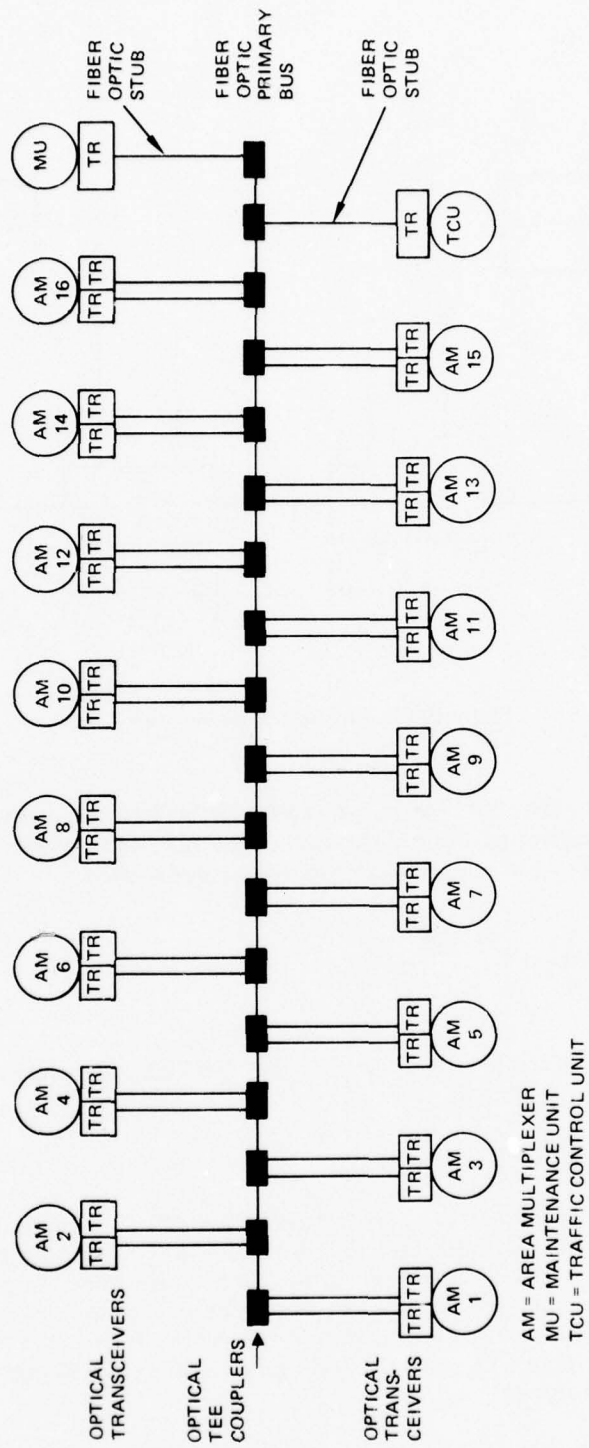 OPTICAL
TRANSCEIVERS
AM
2
TR TR
AM
4
TR TR
AM
6
TR TR
AM
8
TR TR
AM
10
TR TR
AM
12
TR TR
AM
14
TR TR
AM
16
TR TR
MU
TR
FIBER
OPTIC
STUB
OPTICAL
TEE
COUPLERS
FIBER
OPTIC
PRIMARY
BUS
OPTICAL
TRANS-
CEIVERS
TR TR
AM
1
TR TR
AM
3
TR TR
AM
5
TR TR
AM
7
TR TR
AM
9
TR TR
AM
11
TR TR
AM
13
TR TR
AM
15
TR
TCU
FIBER
OPTIC
STUB
AM = AREA MULTIPLEXER
MU = MAINTENANCE UNIT
TCU = TRAFFIC CONTROL UNIT